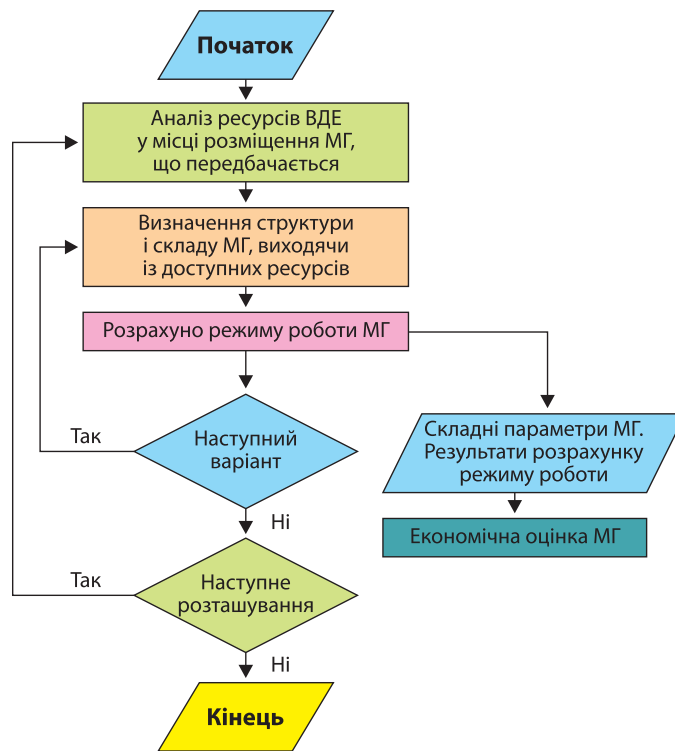 Початок
Аналіз ресурсів ВДЕ
у місці розміщення МГ,
що передбачається
Визначення структури
і складу МГ, виходячи
із доступних ресурсів
Розрахуно режиму роботи МГ
Наступний
варіант
Так
Ні
Складні параметри МГ.
Результати розрахунку
режиму роботи
Економічна оцінка МГ
Наступне
розташування
Так
Ні
Кінець